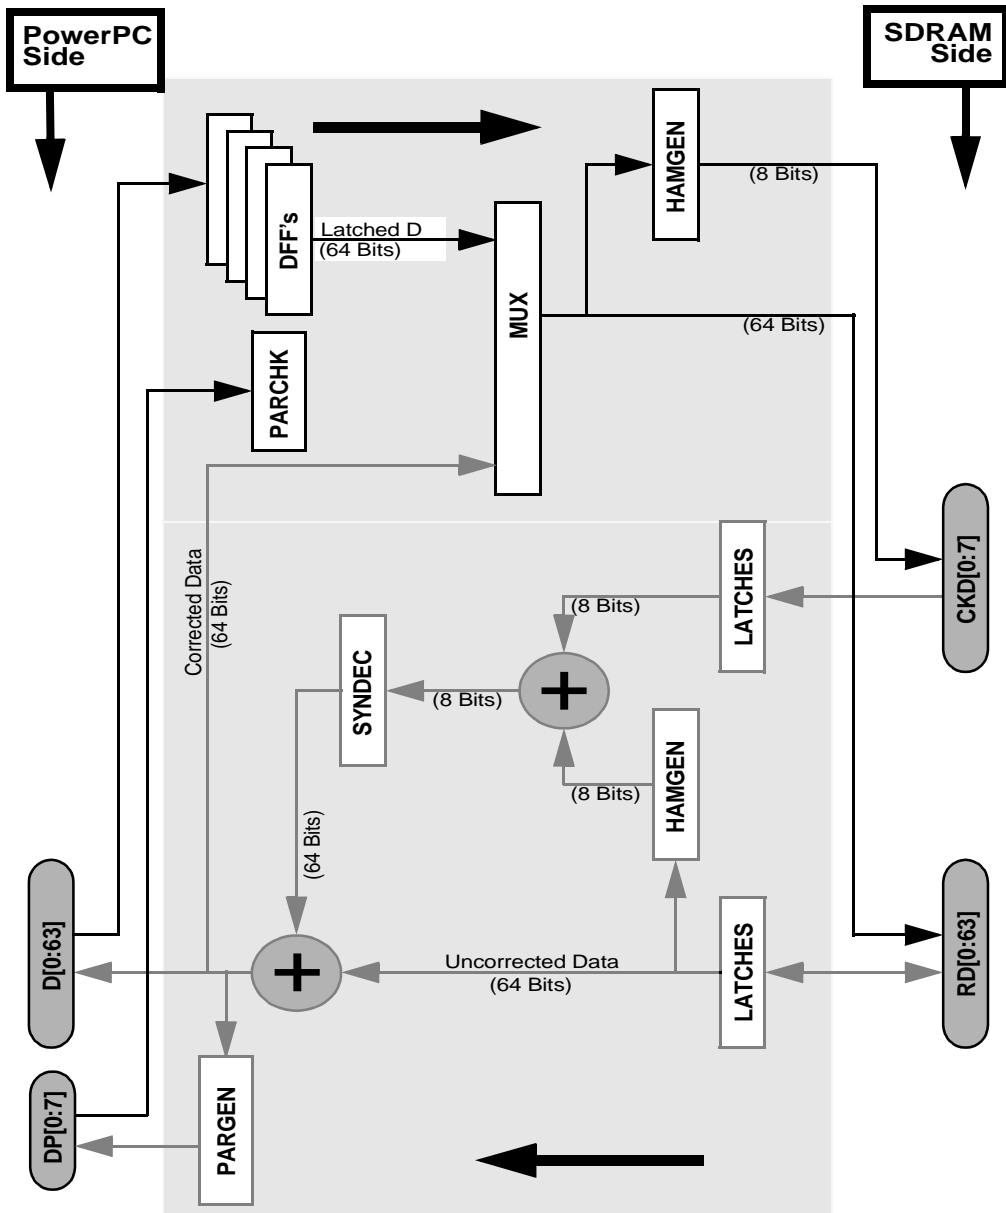 PowerPC
Side
SDRAM
Side
HAMGEN
(8 Bits)
DFF's
Latched D
(64 Bits)
MUX
(64 Bits)
PARCHK
Corrected Data
(64 Bits)
LATCHES
CKD[0:7]
(8 Bits)
SYNDEC
+
(8 Bits)
HAMGEN
(8 Bits)
(64 Bits)
D[0:63]
+
Uncorrected Data
(64 Bits)
LATCHES
RD[0:63]
DP[0:7]
PARGEN